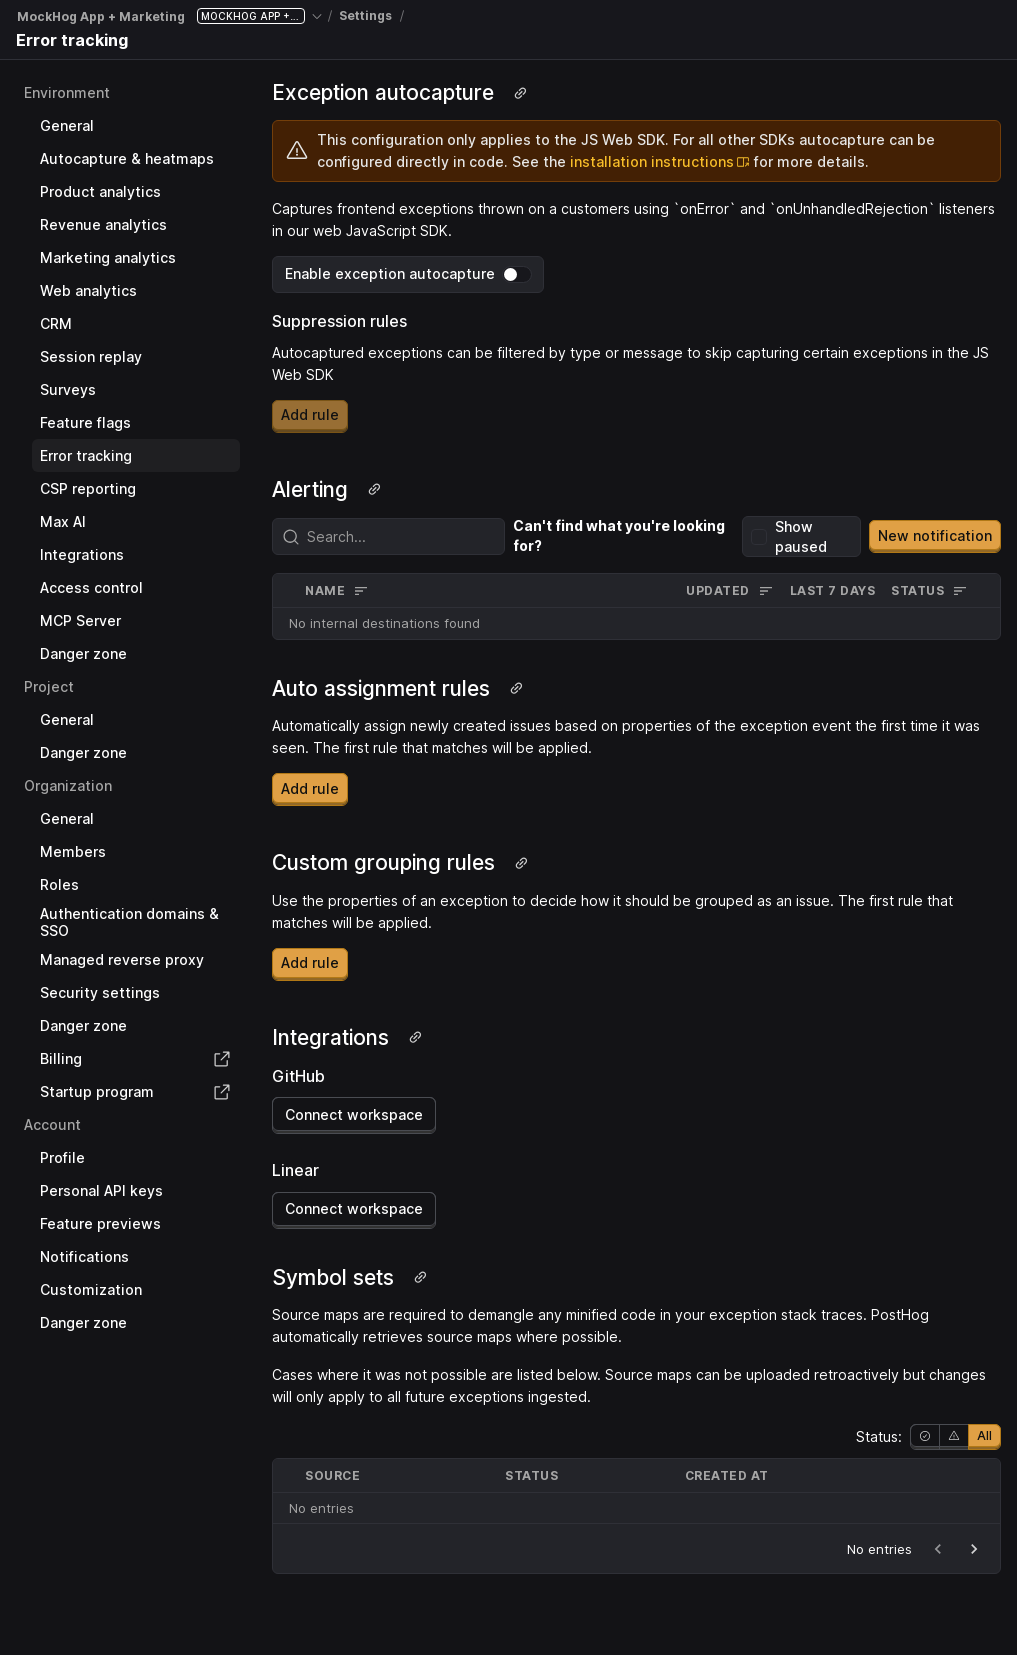 MockHog App + Marketing MOCKHOG APP +... / Settings /
Error tracking
Environment
General
Autocapture & heatmaps
Product analytics
Revenue analytics
Marketing analytics
Web analytics
CRM
Session replay
Surveys
Feature flags
Error tracking
CSP reporting
Max AI
Integrations
Access control
MCP Server
Danger zone
Project
General
Danger zone
Organization
General
Members
Roles
Authentication domains &
SSO
Managed reverse proxy
Security settings
Danger zone
Billing
Startup program
Account
Profile
Personal API keys
Feature previews
Notifications
Customization
Danger zone
Exception autocapture
This configuration only applies to the JS Web SDK. For all other SDKs autocapture can be
configured directly in code. See the installation instructions for more details.
Captures frontend exceptions thrown on a customers using `onError` and `onUnhandledRejection` listeners
in our web JavaScript SDK.
Enable exception autocapture
Suppression rules
Autocaptured exceptions can be filtered by type or message to skip capturing certain exceptions in the JS
Web SDK
Add rule
Alerting
Search...
Can't find what you're looking
for?
Show
paused
New notification
NAME UPDATED LAST 7 DAYS STATUS
No internal destinations found
Auto assignment rules
Automatically assign newly created issues based on properties of the exception event the first time it was
seen. The first rule that matches will be applied.
Add rule
Custom grouping rules
Use the properties of an exception to decide how it should be grouped as an issue. The first rule that
matches will be applied.
Add rule
Integrations
GitHub
Connect workspace
Linear
Connect workspace
Symbol sets
Source maps are required to demangle any minified code in your exception stack traces. PostHog
automatically retrieves source maps where possible.
Cases where it was not possible are listed below. Source maps can be uploaded retroactively but changes
will only apply to all future exceptions ingested.
Status: All
SOURCE STATUS CREATED AT
No entries
No entries